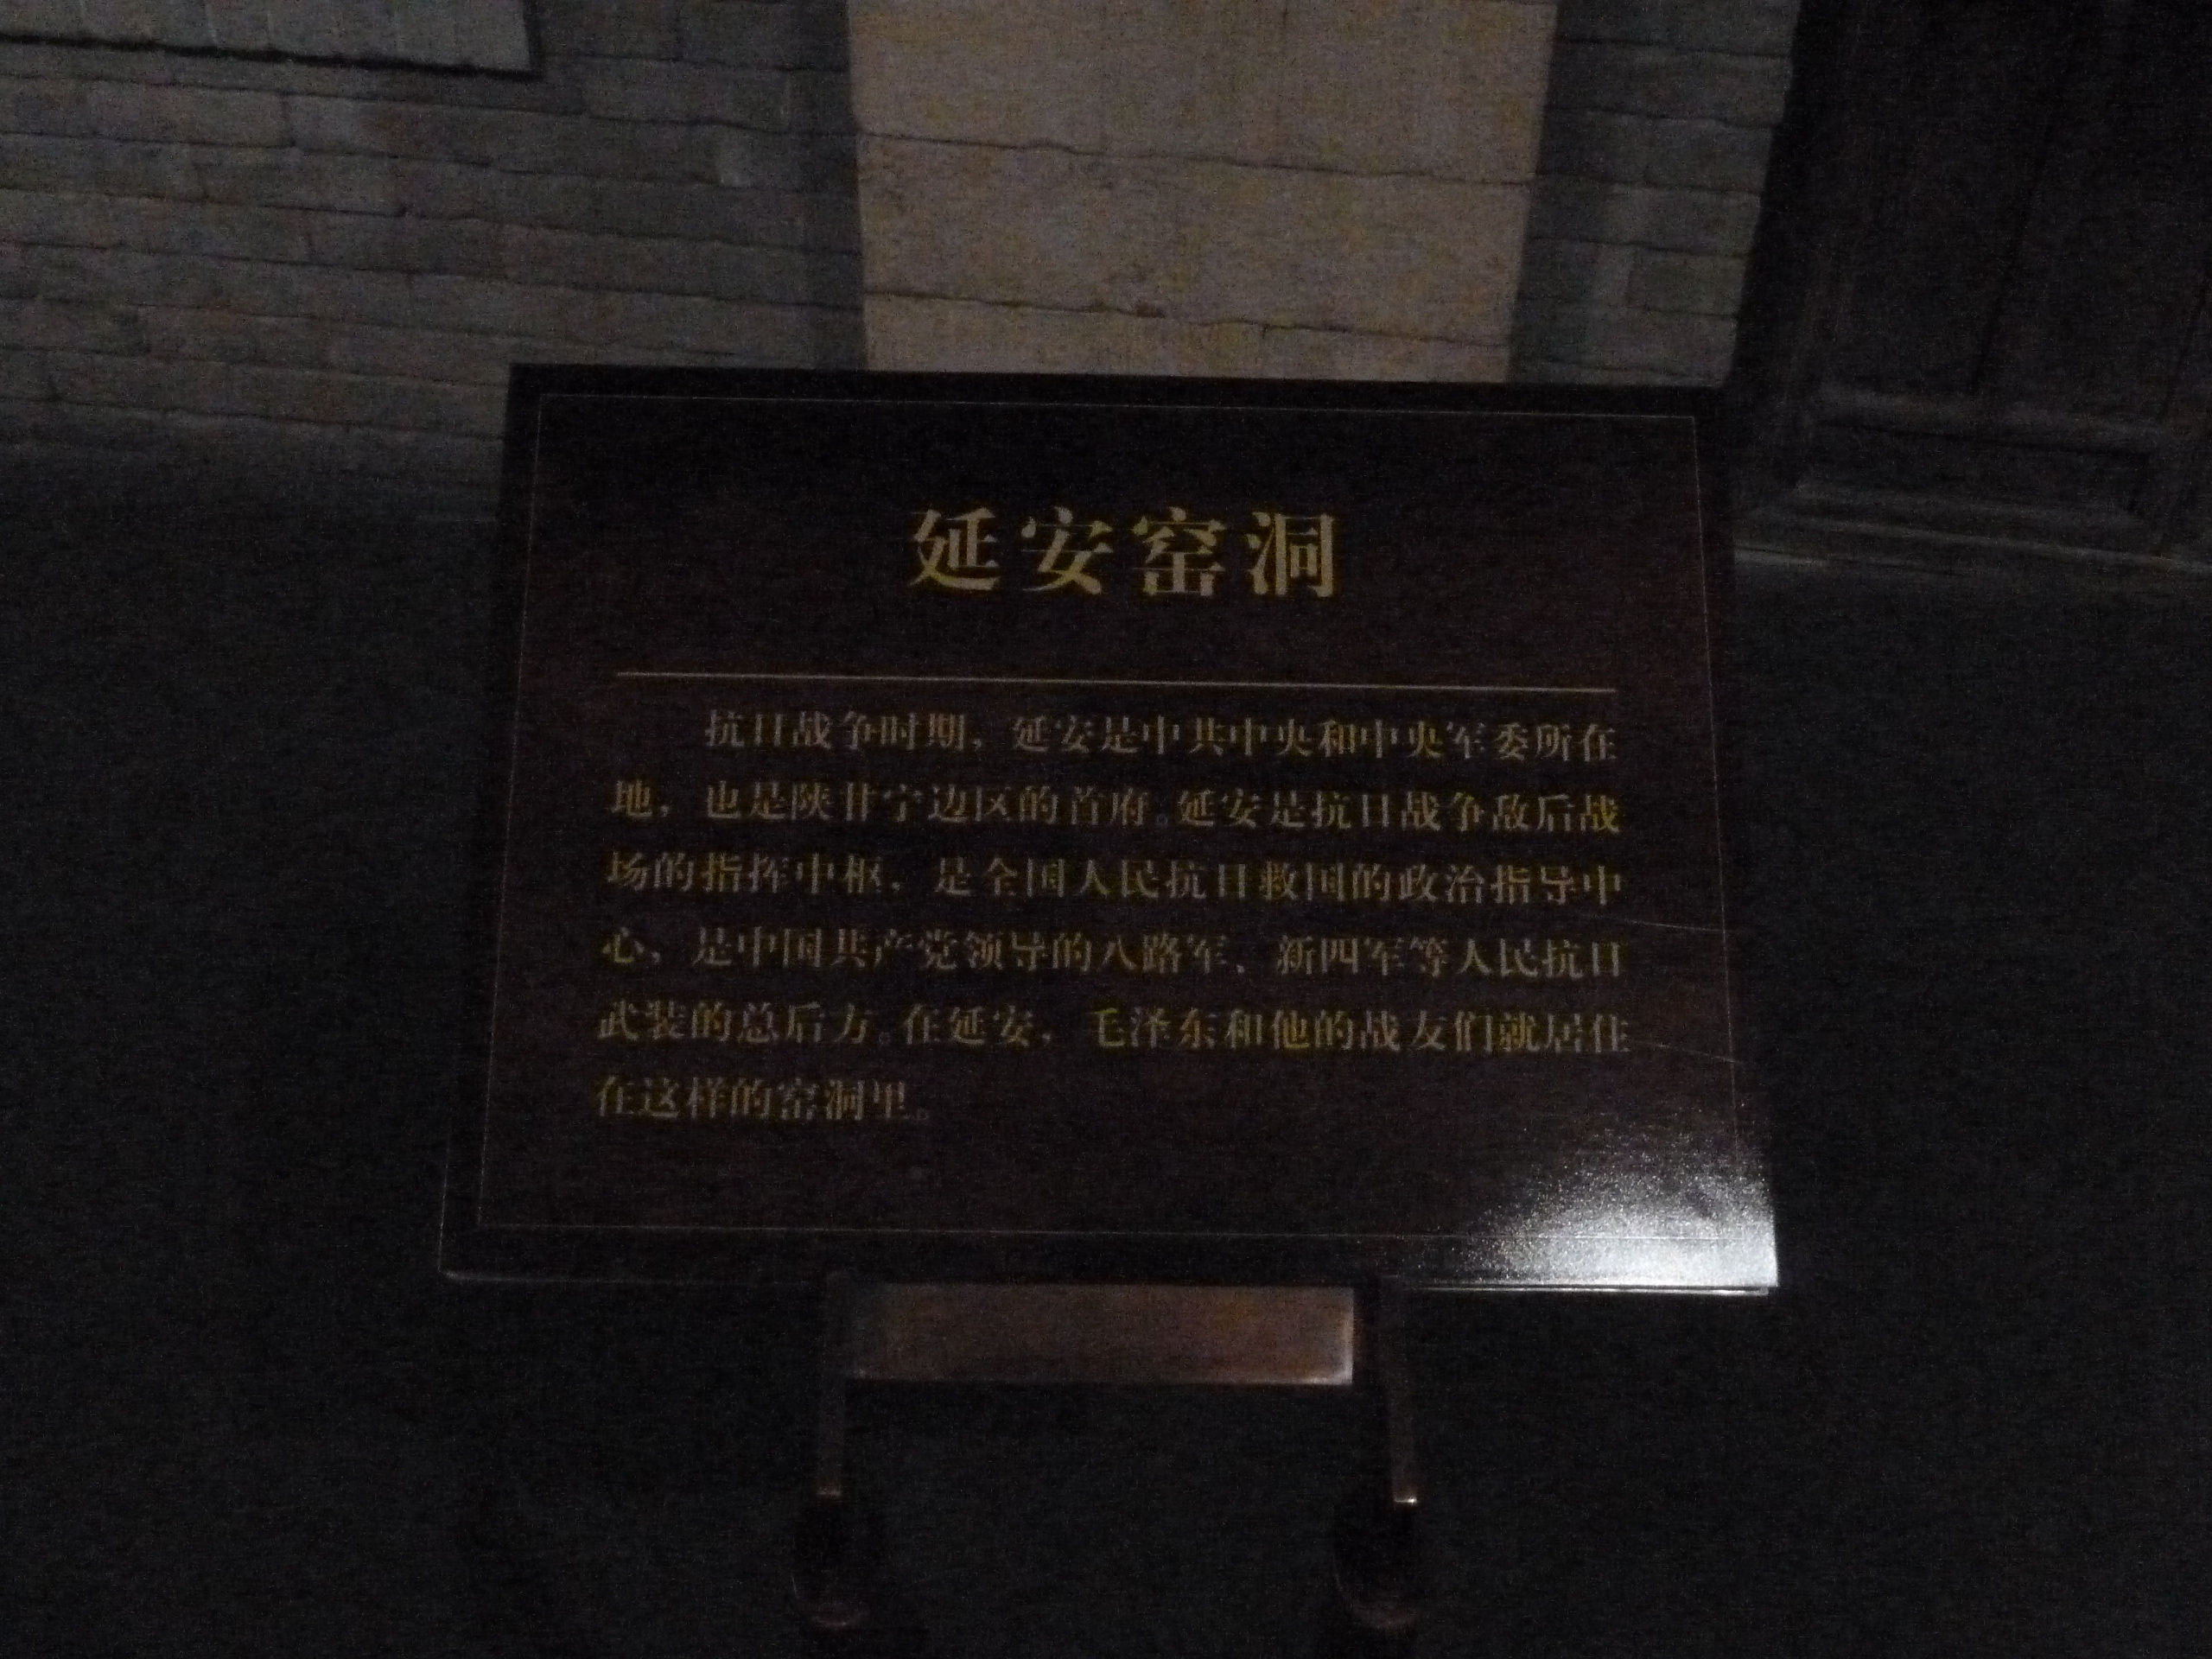 延安窑洞
抗日战争时期，延安是中共中央和中央军委所在
地，也是陕甘宁边区的首府。延安是抗日战争敌后战
场的指挥中枢，是全国人民抗日救国的政治指导中
心，是中国共产党领导的八路军、新四军等人民抗日
武装的总后方。在延安，毛泽东和他的战友们就居住
在这样的窑洞里。